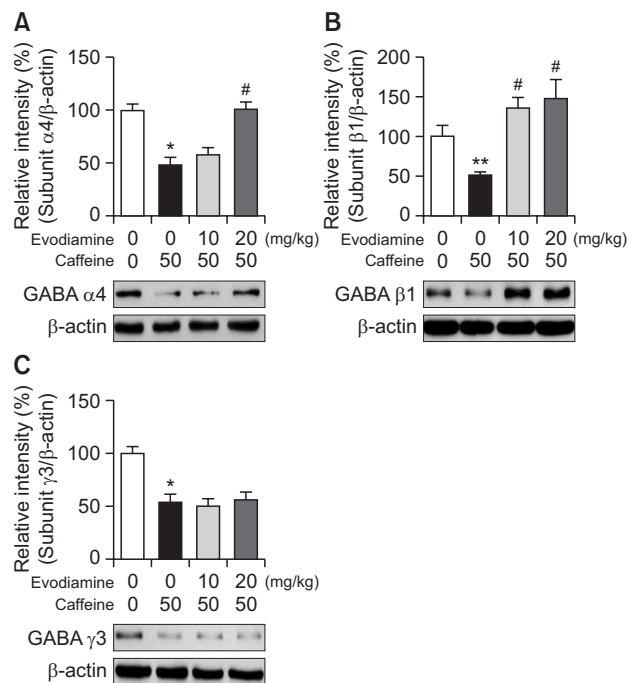 A
Relative intensity (%)
(Subunit α4/β-actin)
150
100
50
0
*
#
Evodiamine 0 0 10 20 (mg/kg)
Caffeine 0 50 50 50
GABA α4
β-actin
B
Relative intensity (%)
(Subunit β1/β-actin)
200
150
100
50
0
**
#
#
Evodiamine 0 0 10 20 (mg/kg)
Caffeine 0 50 50 50
GABA β1
β-actin
C
Relative intensity (%)
(Subunit γ3/β-actin)
150
100
50
0
*
Evodiamine 0 0 10 20 (mg/kg)
Caffeine 0 50 50 50
GABA γ3
β-actin